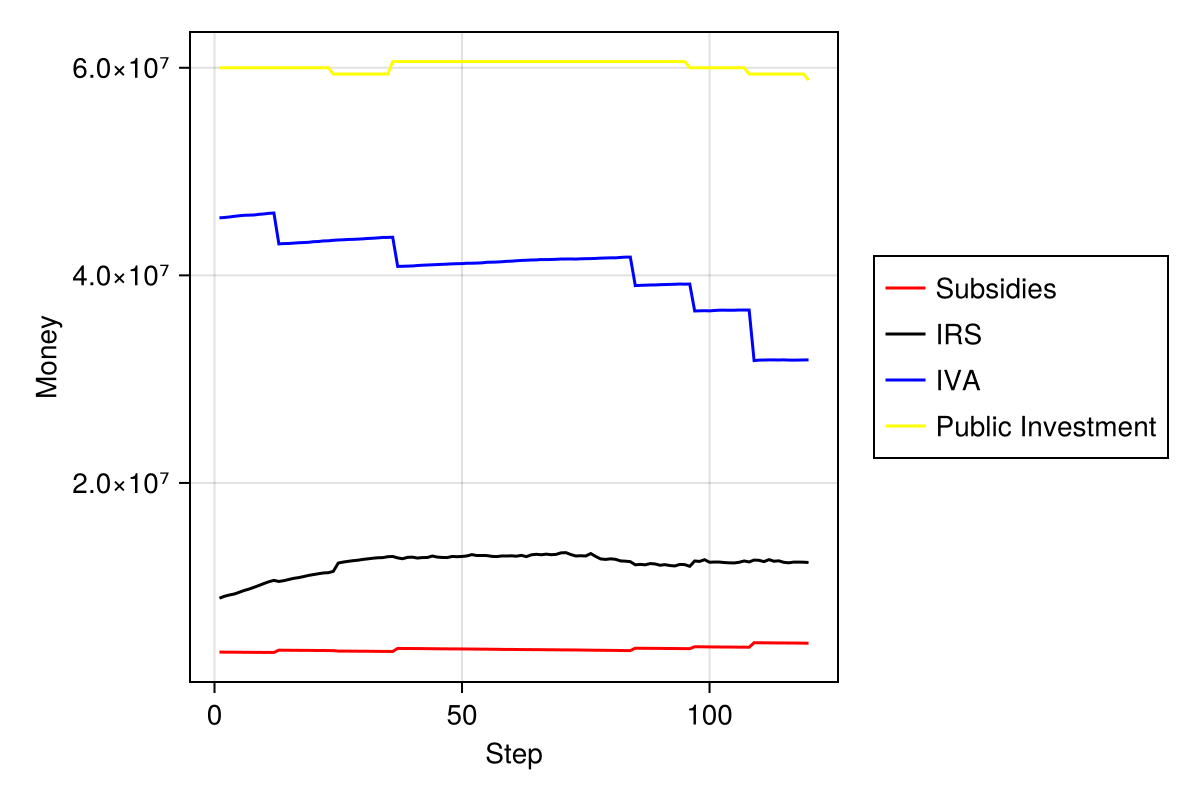 6.0×10⁷
4.0×10⁷
2.0×10⁷
Money
0
50
100
Step
Subsidies
IRS
IVA
Public Investment